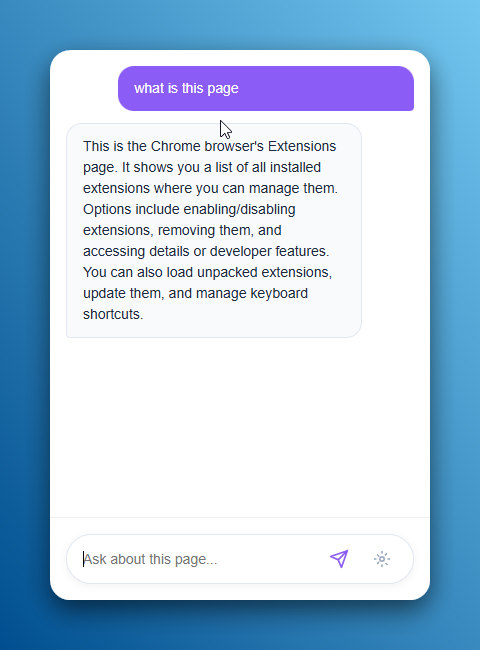 what is this page
This is the Chrome browser's Extensions
page. It shows you a list of all installed
extensions where you can manage them.
Options include enabling/disabling
extensions, removing them, and
accessing details or developer features.
You can also load unpacked extensions,
update them, and manage keyboard
shortcuts.
Ask about this page...